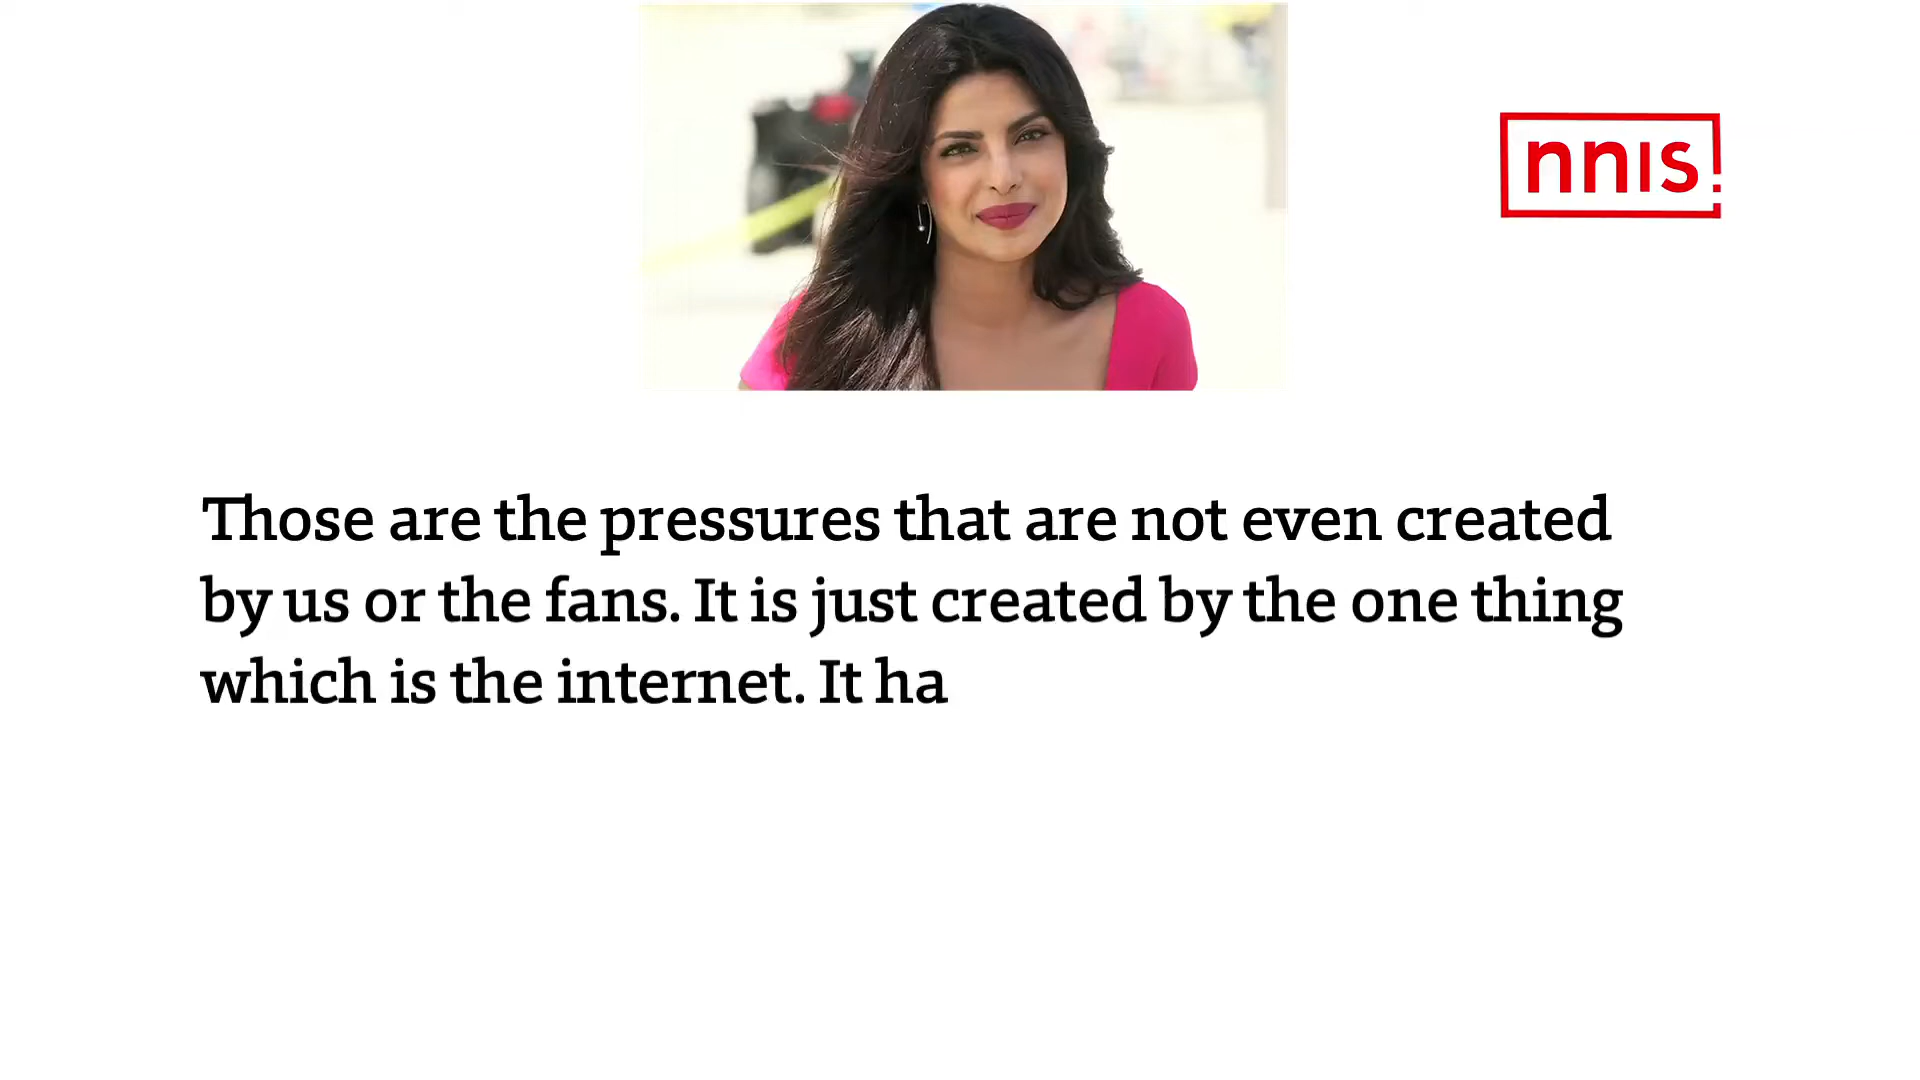 nnis!
Those are the pressures that are not even created
by us or the fans. It is just created by the one thing
which is the internet. It ha